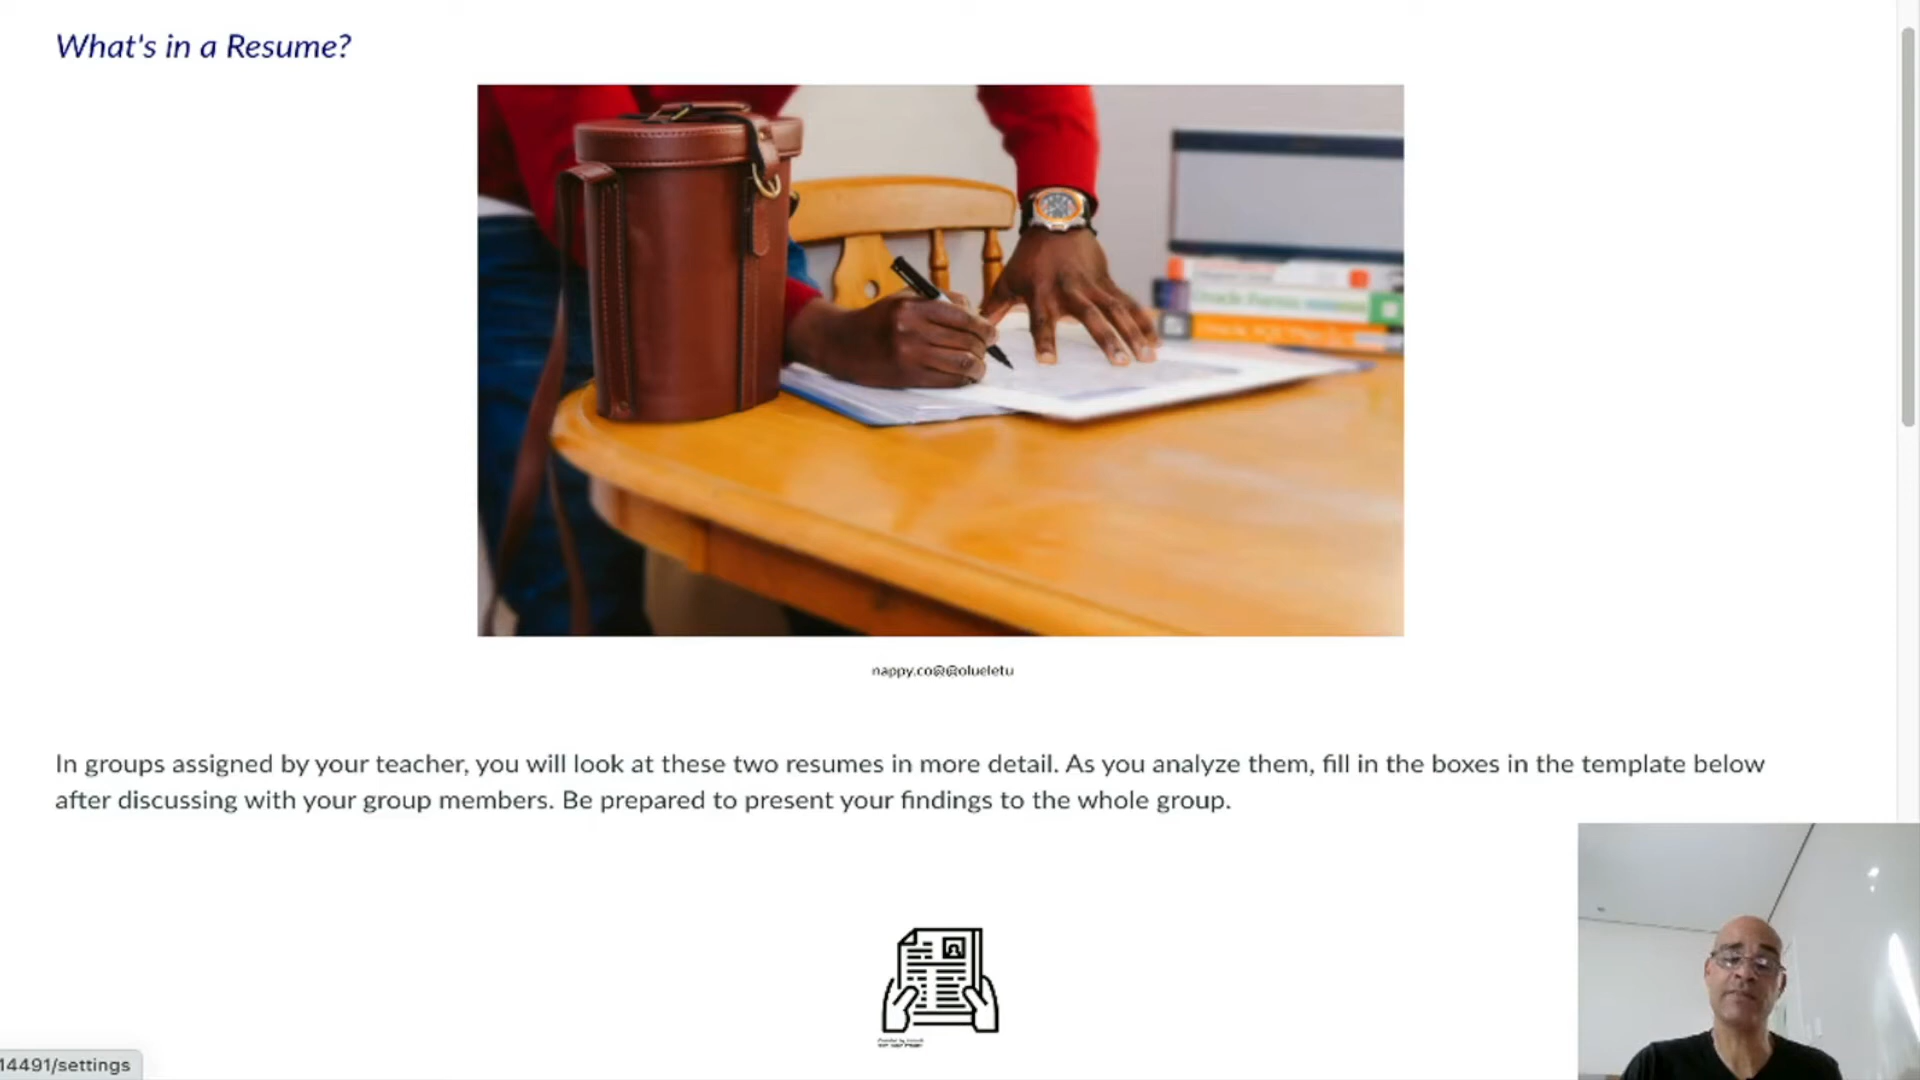 What's in a Resume?
nappy.co@@olueletu
In groups assigned by your teacher, you will look at these two resumes in more detail. As you analyze them, fill in the boxes in the template below
after discussing with your group members. Be prepared to present your findings to the whole group.
14491/settings